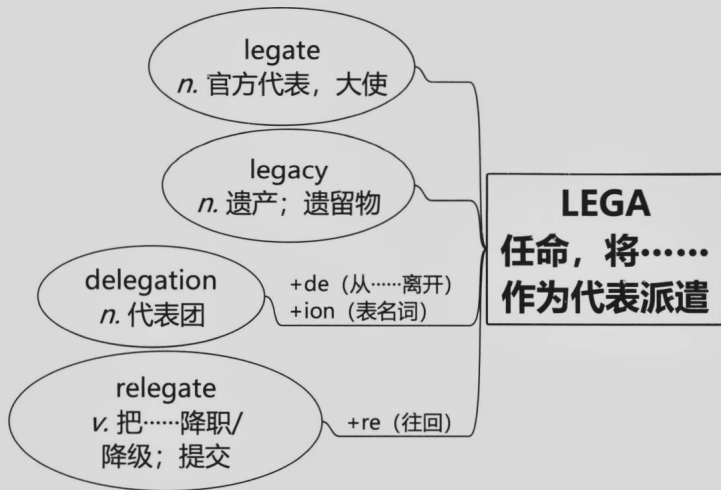 legate
n. 官方代表，大使
legacy
n. 遗产；遗留物
LEGA
任命，将……
作为代表派遣
delegation
n. 代表团
+de（从……离开）
+ion（表名词）
relegate
v. 把……降职/
降级；提交
+re（往回）